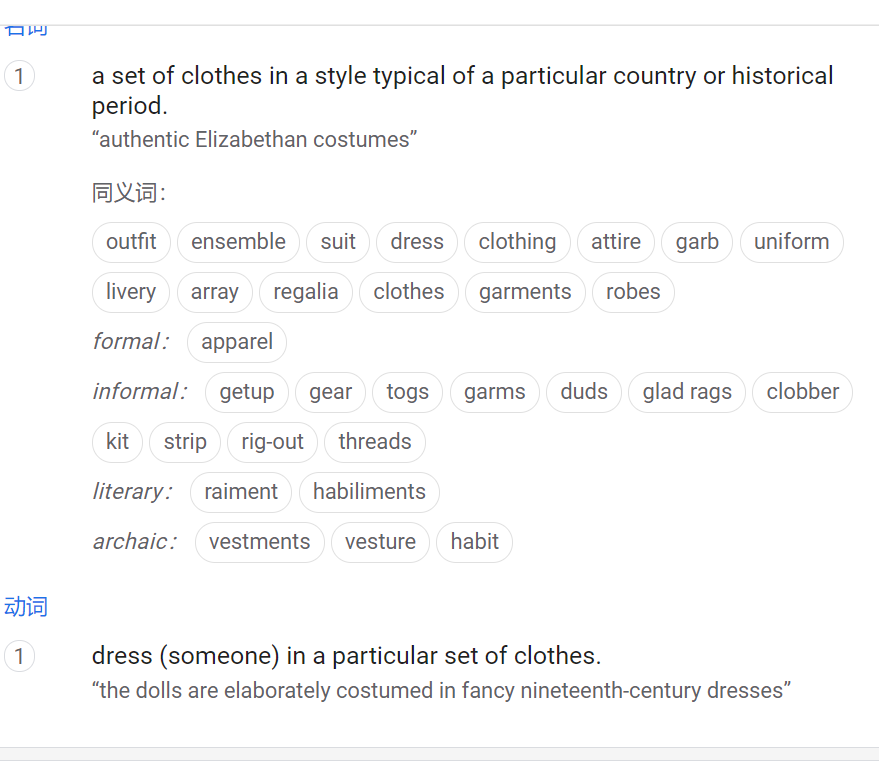 名词
1
a set of clothes in a style typical of a particular country or historical
period.
“authentic Elizabethan costumes”
同义词：
outfit ensemble suit dress clothing attire garb uniform
livery array regalia clothes garments robes
formal： apparel
informal： getup gear togs garms duds glad rags clobber
kit strip rig-out threads
literary： raiment habiliments
archaic： vestments vesture habit
动词
1
dress (someone) in a particular set of clothes.
“the dolls are elaborately costumed in fancy nineteenth-century dresses”